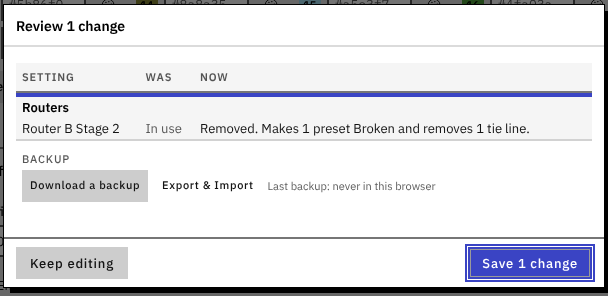 Review 1 change
SETTING WAS NOW
Routers
Router B Stage 2 In use Removed. Makes 1 preset Broken and removes 1 tie line.
BACKUP
Download a backup Export & Import Last backup: never in this browser
Keep editing Save 1 change